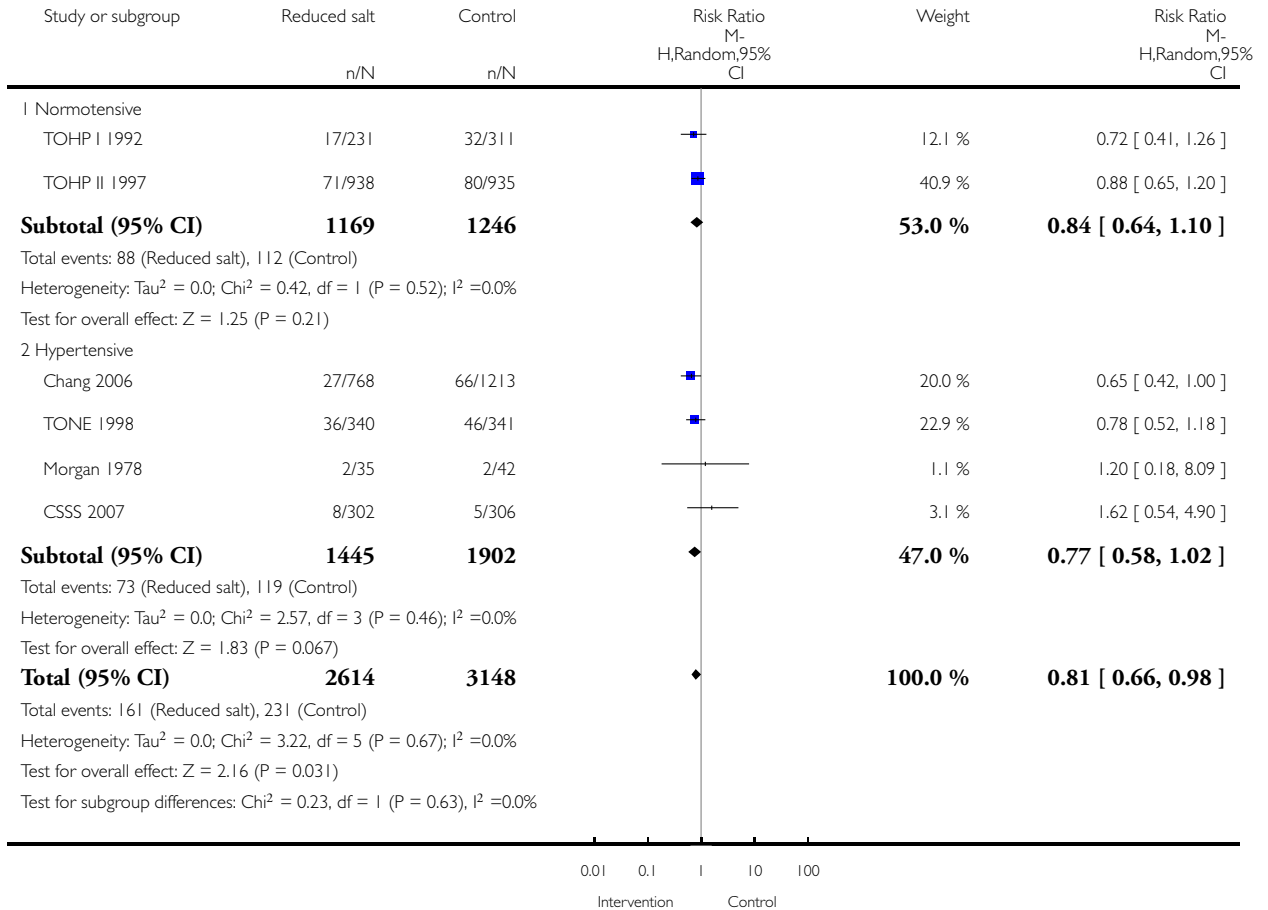 Study or subgroup Reduced salt Control Risk Ratio Weight Risk Ratio
M- M-
H,Random,95% H,Random,95%
n/N n/N CI CI
1 Normotensive
TOHP I 1992 17/231 32/311 12.1 % 0.72 [ 0.41, 1.26 ]
TOHP II 1997 71/938 80/935 40.9 % 0.88 [ 0.65, 1.20 ]
Subtotal (95% CI) 1169 1246 53.0 % 0.84 [ 0.64, 1.10 ]
Total events: 88 (Reduced salt), 112 (Control)
Heterogeneity: Tau² = 0.0; Chi² = 0.42, df = 1 (P = 0.52); I² =0.0%
Test for overall effect: Z = 1.25 (P = 0.21)
2 Hypertensive
Chang 2006 27/768 66/1213 20.0 % 0.65 [ 0.42, 1.00 ]
TONE 1998 36/340 46/341 22.9 % 0.78 [ 0.52, 1.18 ]
Morgan 1978 2/35 2/42 1.1 % 1.20 [ 0.18, 8.09 ]
CSSS 2007 8/302 5/306 3.1 % 1.62 [ 0.54, 4.90 ]
Subtotal (95% CI) 1445 1902 47.0 % 0.77 [ 0.58, 1.02 ]
Total events: 73 (Reduced salt), 119 (Control)
Heterogeneity: Tau² = 0.0; Chi² = 2.57, df = 3 (P = 0.46); I² =0.0%
Test for overall effect: Z = 1.83 (P = 0.067)
Total (95% CI) 2614 3148 100.0 % 0.81 [ 0.66, 0.98 ]
Total events: 161 (Reduced salt), 231 (Control)
Heterogeneity: Tau² = 0.0; Chi² = 3.22, df = 5 (P = 0.67); I² =0.0%
Test for overall effect: Z = 2.16 (P = 0.031)
Test for subgroup differences: Chi² = 0.23, df = 1 (P = 0.63), I² =0.0%
0.01 0.1 1 10 100
Intervention Control